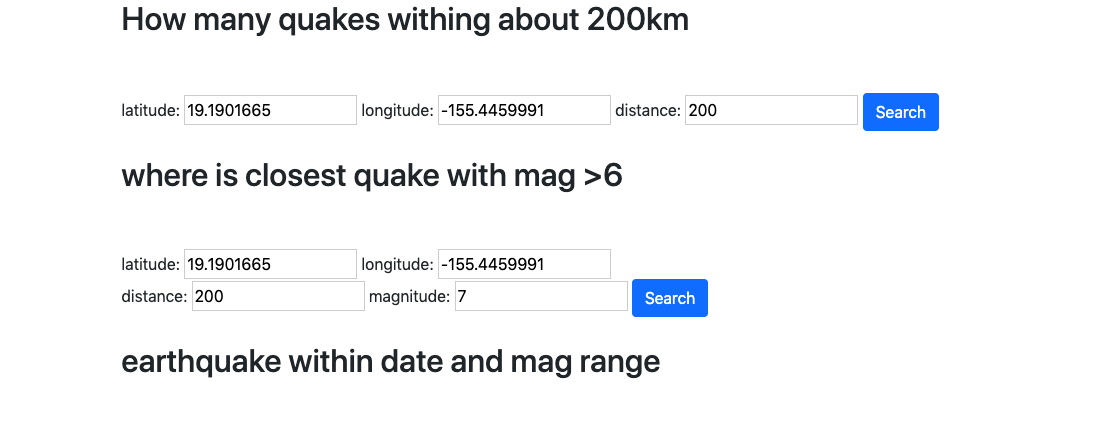 How many quakes withing about 200km
latitude: 19.1901665 longitude: -155.4459991 distance: 200 Search
where is closest quake with mag >6
latitude: 19.1901665 longitude: -155.4459991
distance: 200 magnitude: 7 Search
earthquake within date and mag range